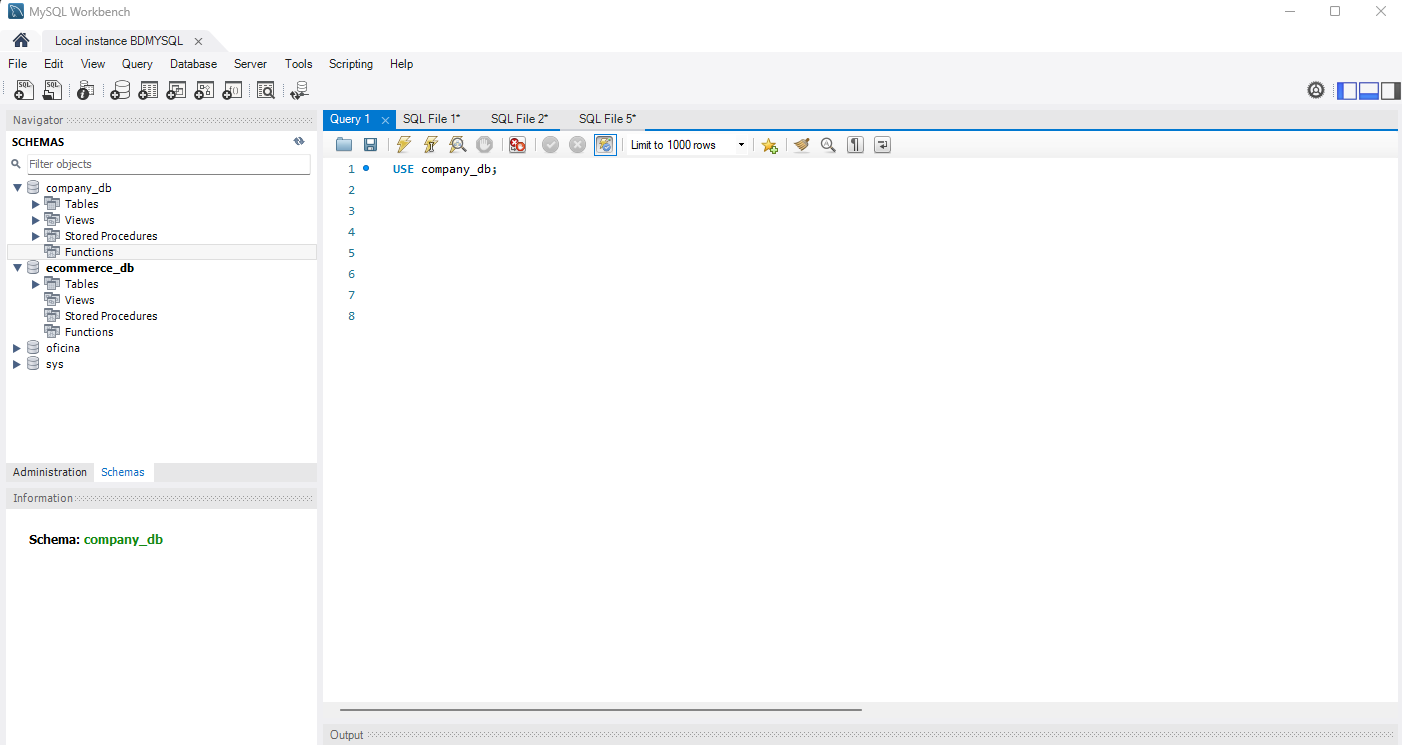 MySQL Workbench
Local instance BDMYSQL
File Edit View Query Database Server Tools Scripting Help
Navigator
SCHEMAS
Filter objects
company_db
Tables
Views
Stored Procedures
Functions
ecommerce_db
Tables
Views
Stored Procedures
Functions
oficina
sys
Administration Schemas
Information
Schema: company_db
Query 1 SQL File 1* SQL File 2* SQL File 5*
Limit to 1000 rows
1 USE company_db;
2
3
4
5
6
7
8
Output